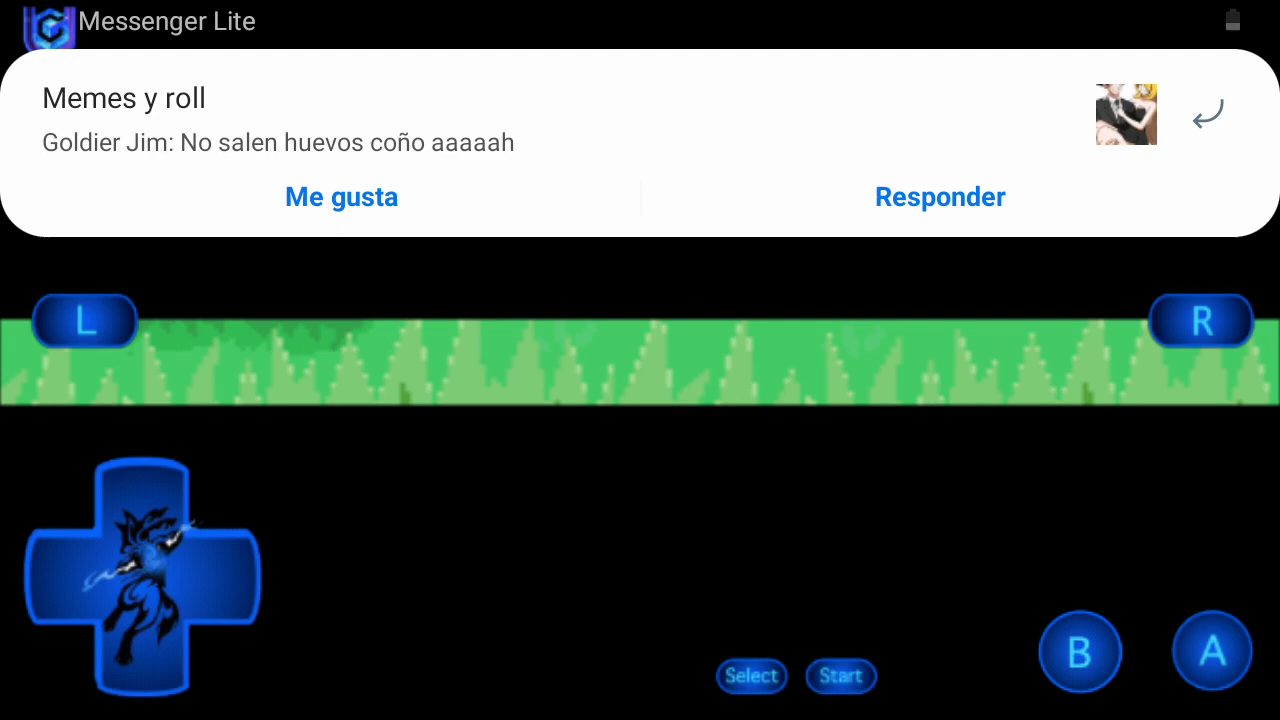 Messenger Lite
Memes y roll
Goldier Jim: No salen huevos coño aaaaah
Me gusta
Responder
L
R
B
A
Select
Start